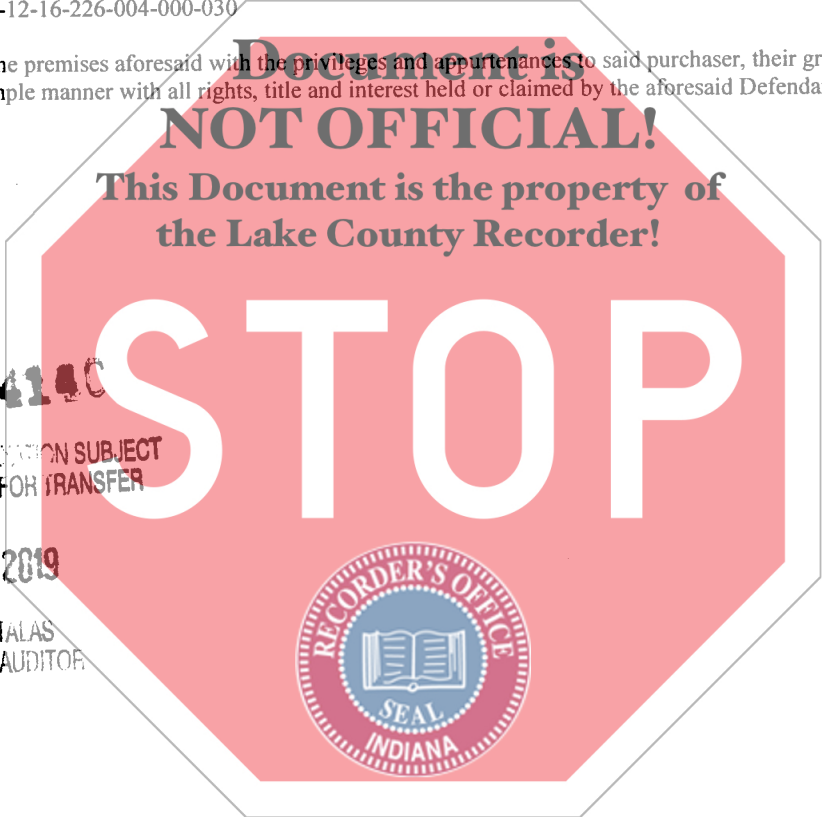 -12-16-226-004-000-030
e premises aforesaid with the privileges and appurtenances to said purchaser, their gr
ple manner with all rights, title and interest held or claimed by the aforesaid Defenda
Document is
NOT OFFICIAL!
This Document is the property of
the Lake County Recorder!
STOP
SUBJECT
FOR TRANSFER
2019
ALAS
AUDITOR
RECORDER'S OFFICE
SEAL
INDIANA